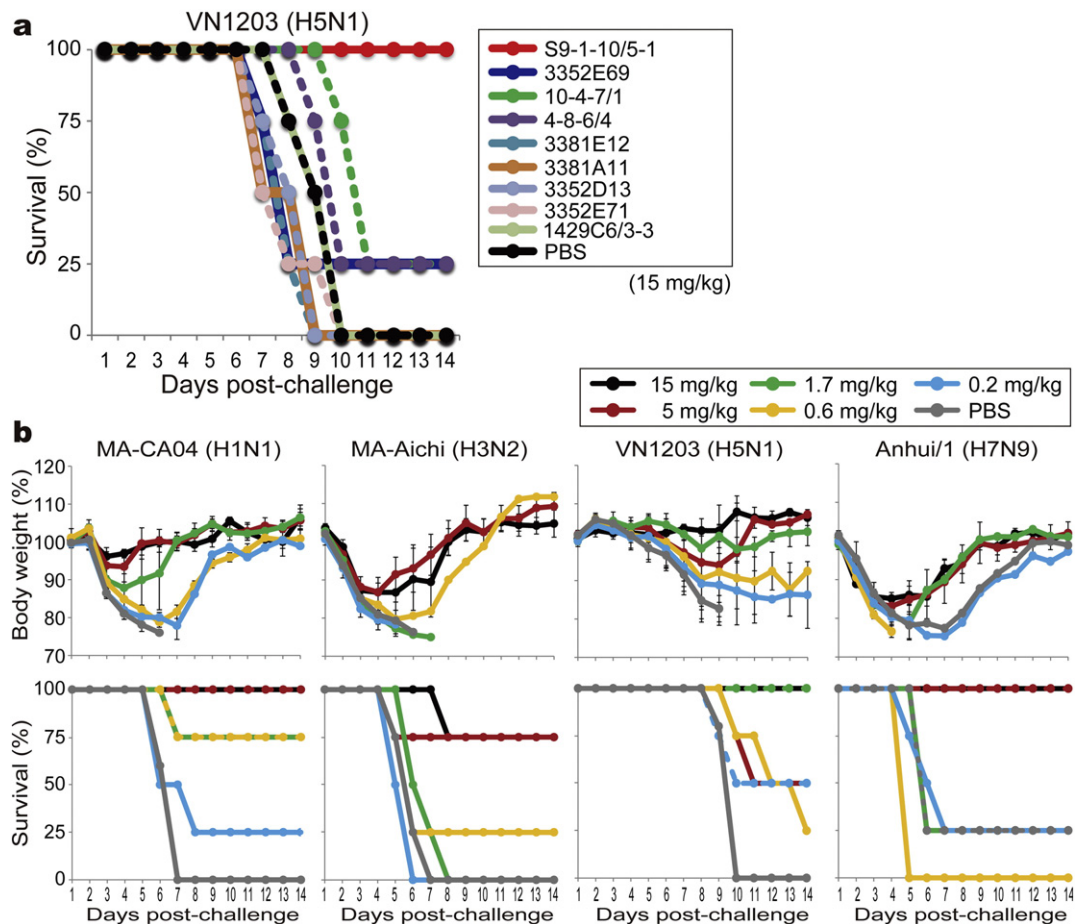 a
VN1203 (H5N1)
Survival (%)
100
75
50
25
0
1 2 3 4 5 6 7 8 9 10 11 12 13 14
Days post-challenge
S9-1-10/5-1
3352E69
10-4-7/1
4-8-6/4
3381E12
3381A11
3352D13
3352E71
1429C6/3-3
PBS
(15 mg/kg)
15 mg/kg 1.7 mg/kg 0.2 mg/kg
5 mg/kg 0.6 mg/kg PBS
b
MA-CA04 (H1N1) MA-Aichi (H3N2) VN1203 (H5N1) Anhui/1 (H7N9)
Body weight (%)
120
110
100
90
80
70
Survival (%)
100
75
50
25
0
1 2 3 4 5 6 7 8 9 10 11 12 13 14 1 2 3 4 5 6 7 8 9 10 11 12 13 14 1 2 3 4 5 6 7 8 9 10 11 12 13 14 1 2 3 4 5 6 7 8 9 10 11 12 13 14
Days post-challenge Days post-challenge Days post-challenge Days post-challenge